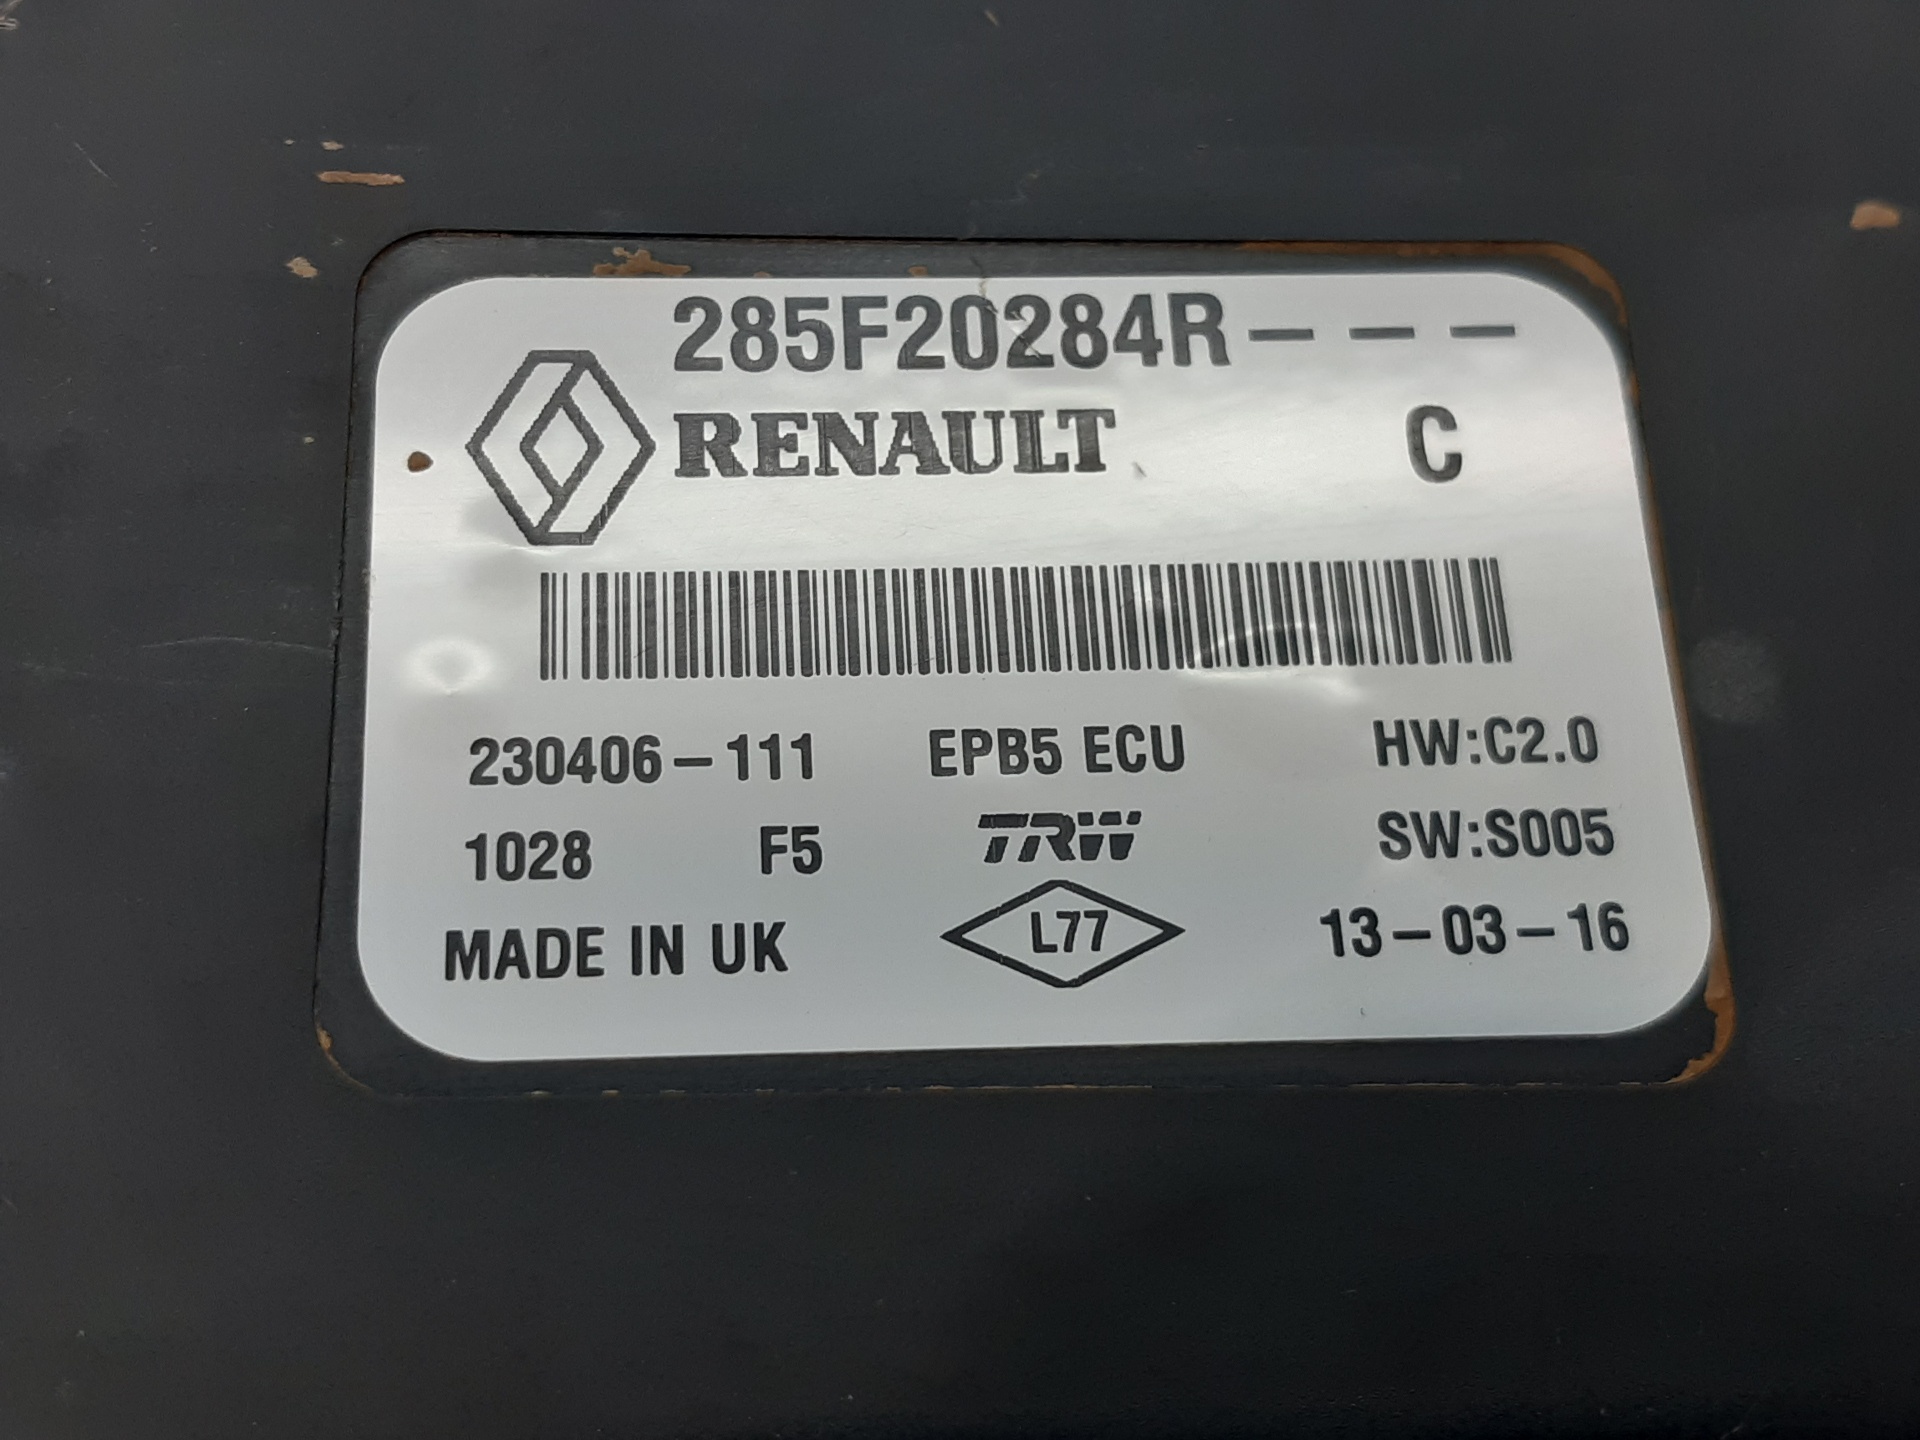 285F20284R – – –
RENAULT C
230406–111 EPB5 ECU HW:C2.0
1028 F5 TRW SW:S005
MADE IN UK L77 13–03–16